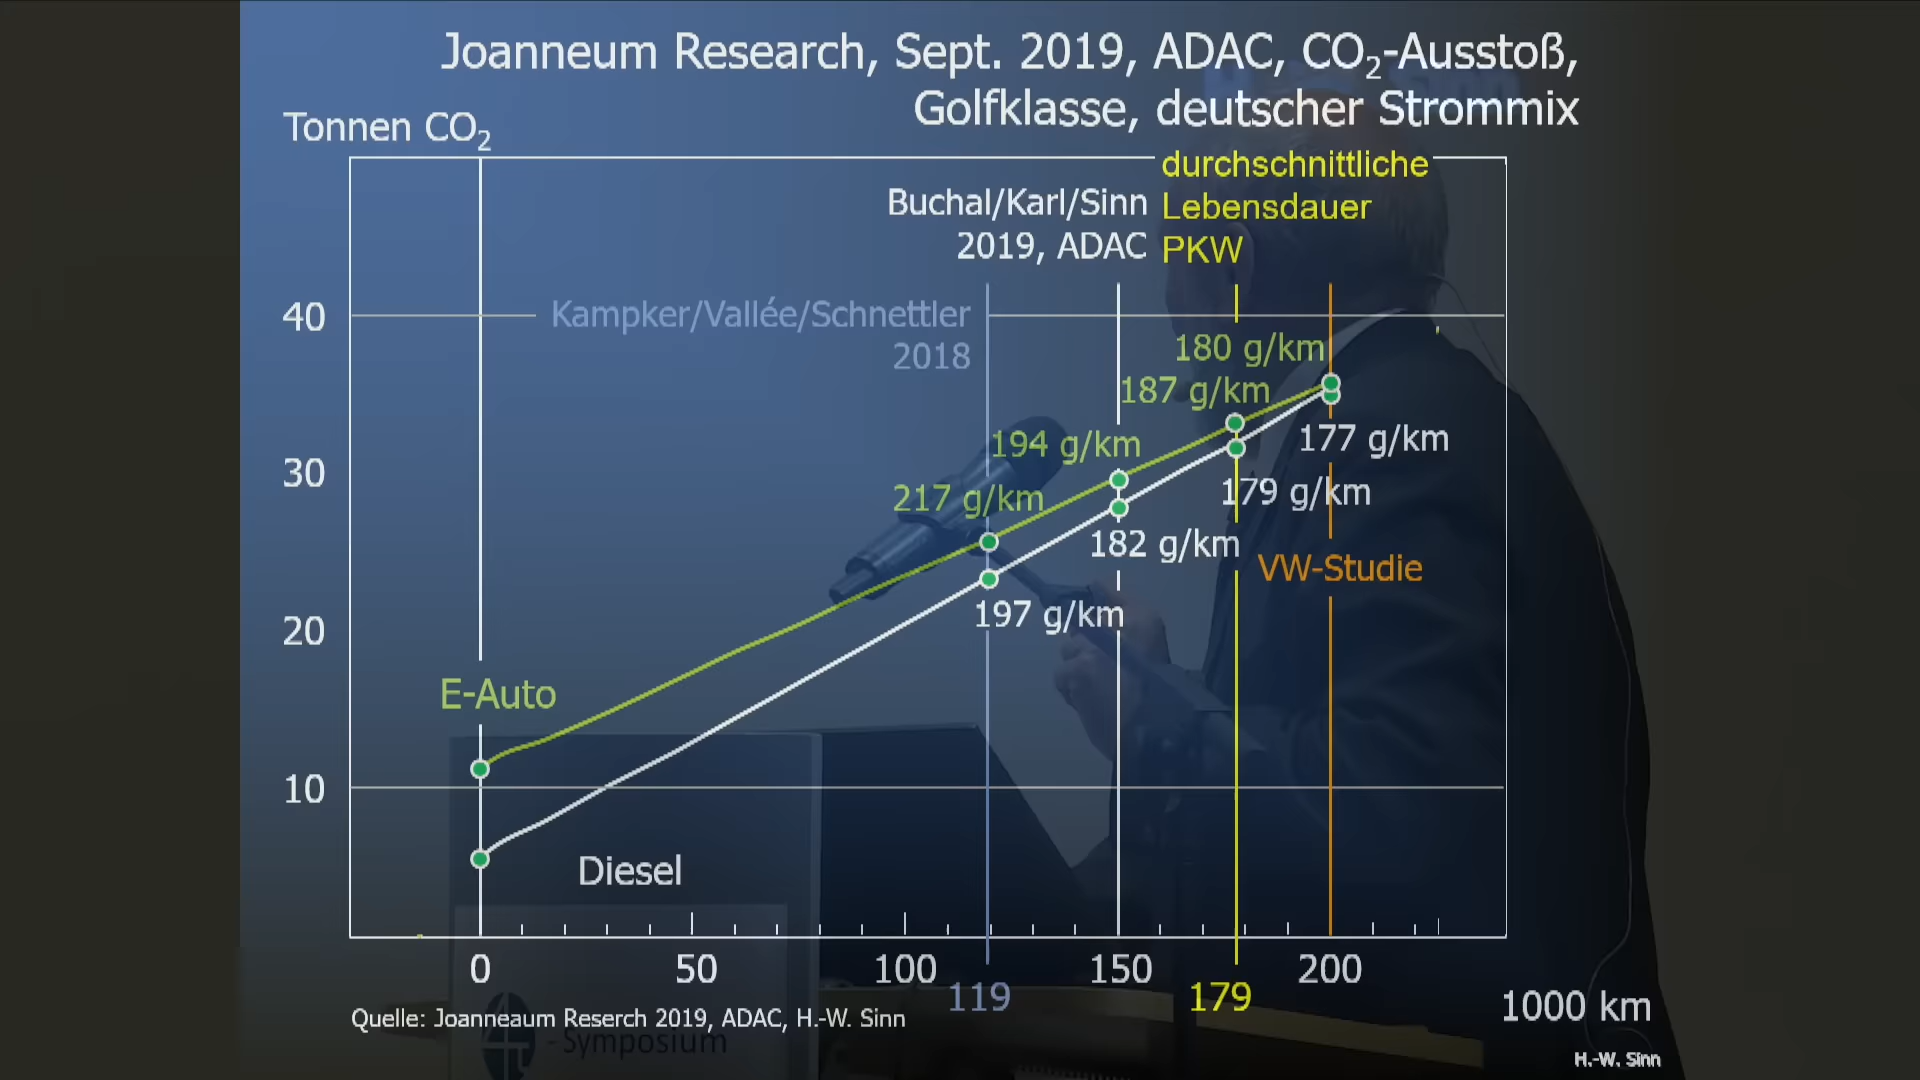 Joanneum Research, Sept. 2019, ADAC, CO₂-Ausstoß,
Golfklasse, deutscher Strommix
Tonnen CO₂
durchschnittliche
Lebensdauer
PKW
Buchal/Karl/Sinn
2019, ADAC
Kampker/Vallée/Schnettler
2018
40
180 g/km
187 g/km
194 g/km
177 g/km
30
217 g/km
179 g/km
182 g/km
VW-Studie
197 g/km
20
E-Auto
10
Diesel
0 50 100 150 200
119 179
1000 km
Quelle: Joanneaum Reserch 2019, ADAC, H.-W. Sinn
- Symposium
H.-W. Sinn